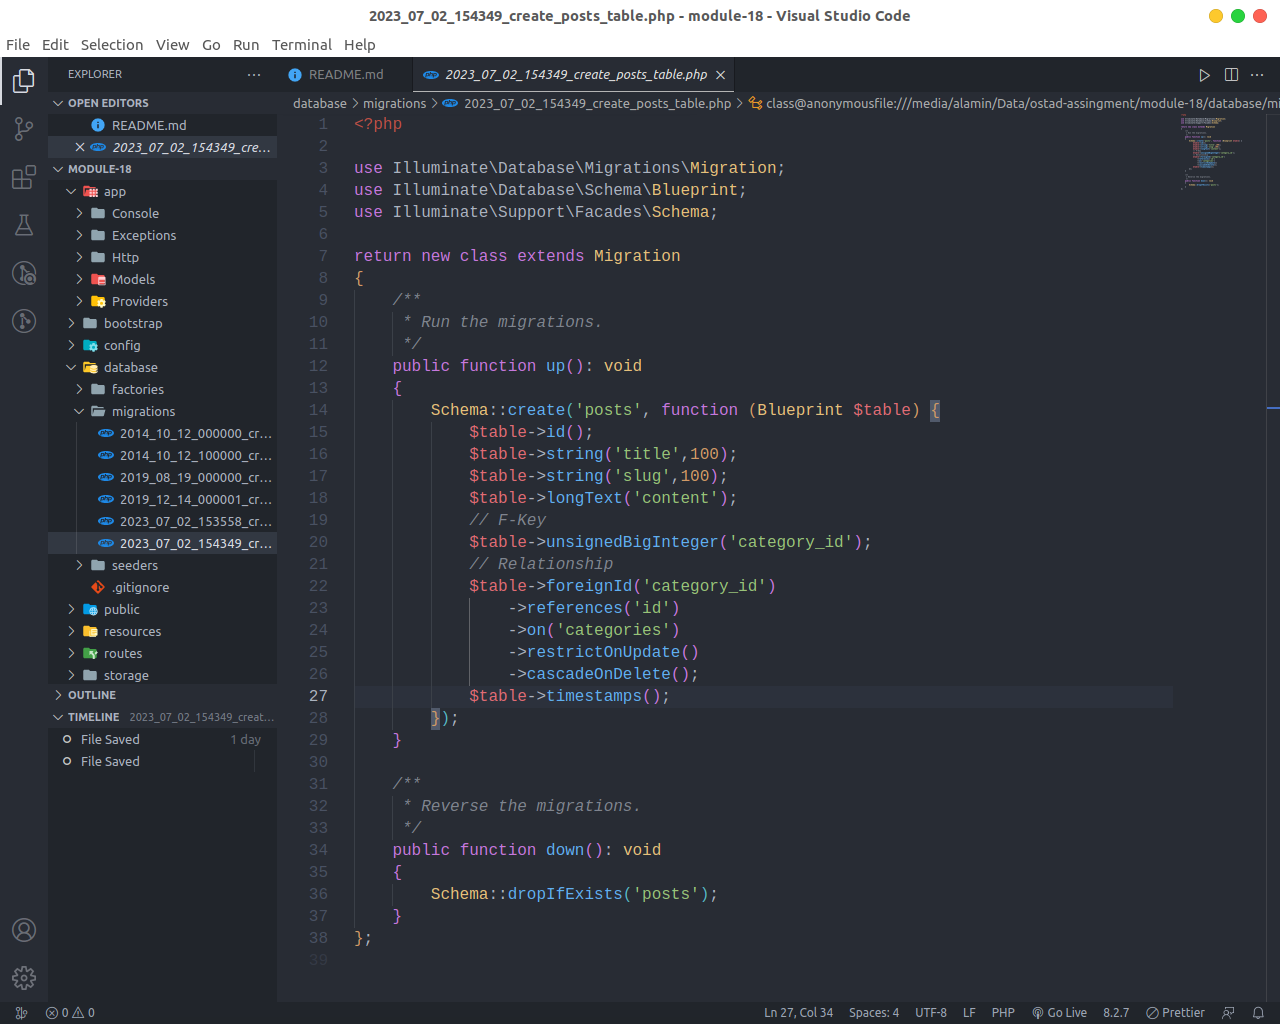 2023_07_02_154349_create_posts_table.php - module-18 - Visual Studio Code
File Edit Selection View Go Run Terminal Help
EXPLORER
OPEN EDITORS
README.md
2023_07_02_154349_cre...
MODULE-18
app
Console
Exceptions
Http
Models
Providers
bootstrap
config
database
factories
migrations
2014_10_12_000000_cr...
2014_10_12_100000_cr...
2019_08_19_000000_cr...
2019_12_14_000001_cr...
2023_07_02_153558_cr...
2023_07_02_154349_cr...
seeders
.gitignore
public
resources
routes
storage
OUTLINE
TIMELINE 2023_07_02_154349_creat...
File Saved 1 day
File Saved
README.md
2023_07_02_154349_create_posts_table.php
database > migrations > 2023_07_02_154349_create_posts_table.php > class@anonymousfile:///media/alamin/Data/ostad-assingment/module-18/database/mi
1 <?php
2
3 use Illuminate\Database\Migrations\Migration;
4 use Illuminate\Database\Schema\Blueprint;
5 use Illuminate\Support\Facades\Schema;
6
7 return new class extends Migration
8 {
9 /**
10 * Run the migrations.
11 */
12 public function up(): void
13 {
14 Schema::create('posts', function (Blueprint $table) {
15 $table->id();
16 $table->string('title',100);
17 $table->string('slug',100);
18 $table->longText('content');
19 // F-Key
20 $table->unsignedBigInteger('category_id');
21 // Relationship
22 $table->foreignId('category_id')
23 ->references('id')
24 ->on('categories')
25 ->restrictOnUpdate()
26 ->cascadeOnDelete();
27 $table->timestamps();
28 });
29 }
30
31 /**
32 * Reverse the migrations.
33 */
34 public function down(): void
35 {
36 Schema::dropIfExists('posts');
37 }
38 };
39
0 0
Ln 27, Col 34 Spaces: 4 UTF-8 LF PHP Go Live 8.2.7 Prettier